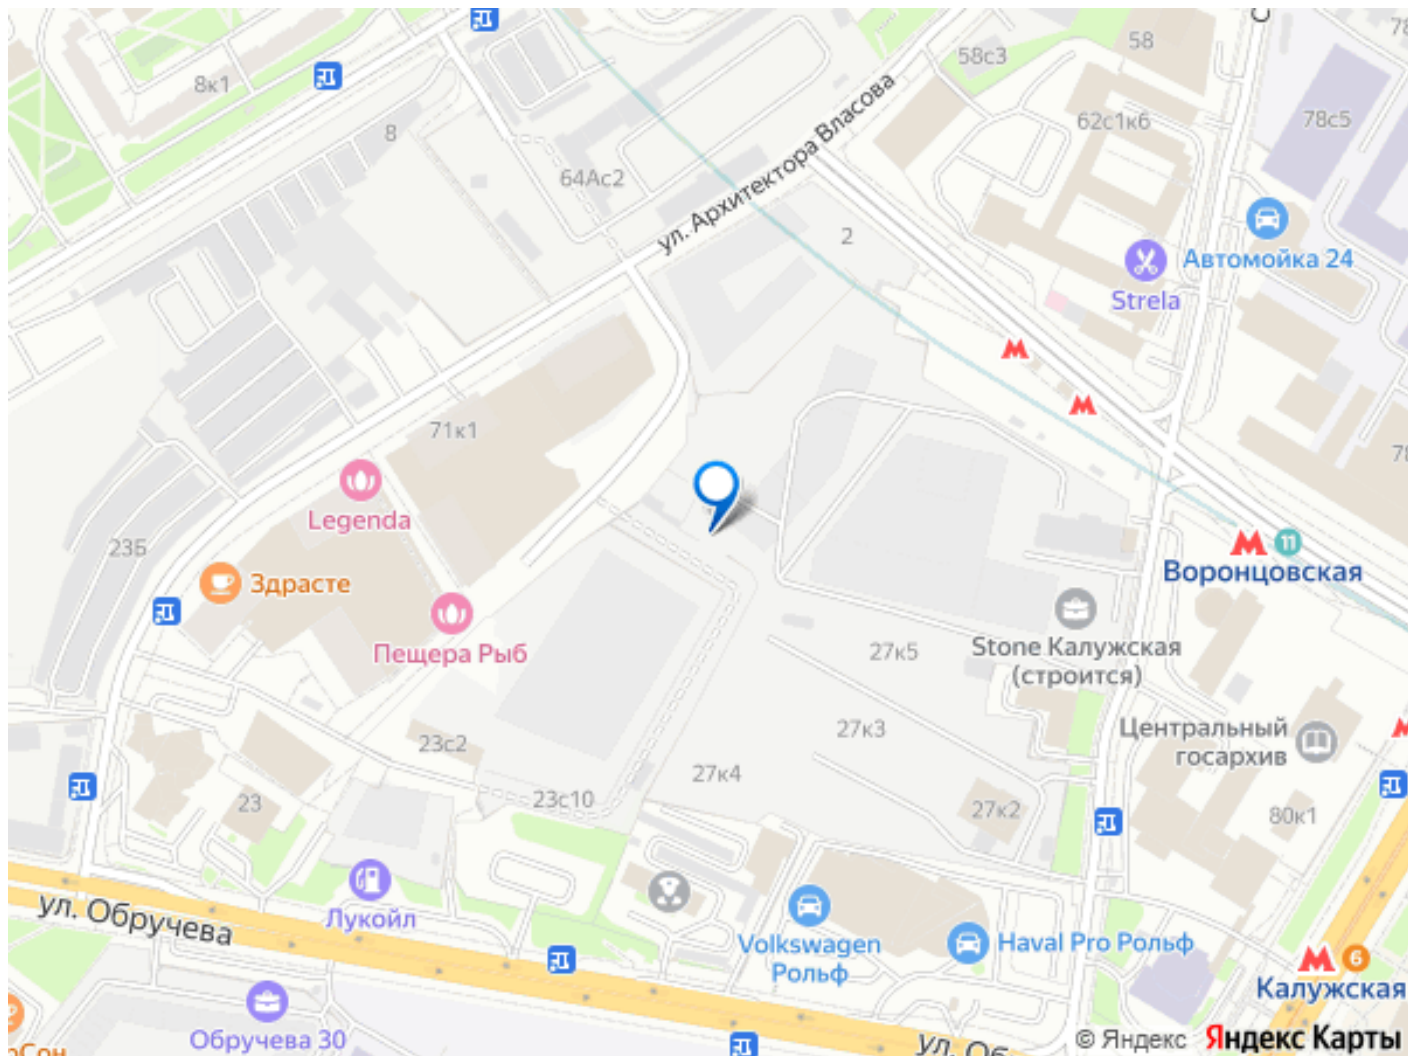 58с3
58
8к1
8
62с1к6
78с5
64Ас2
ул. Архитектора Власова
2
Автомойка 24
Strela
71к1
Legenda
23Б
Здрасте
11
Воронцовская
Пещера Рыб
27к5
Stone Калужская
(строится)
27к3
Центральный
госархив
23с2
27к4
23с10
23
27к2
80к1
ул. Обручева
Лукойл
Volkswagen
Рольф
Haval Pro Рольф
6
Калужская
Обручева 30
© Яндекс
Яндекс Карты